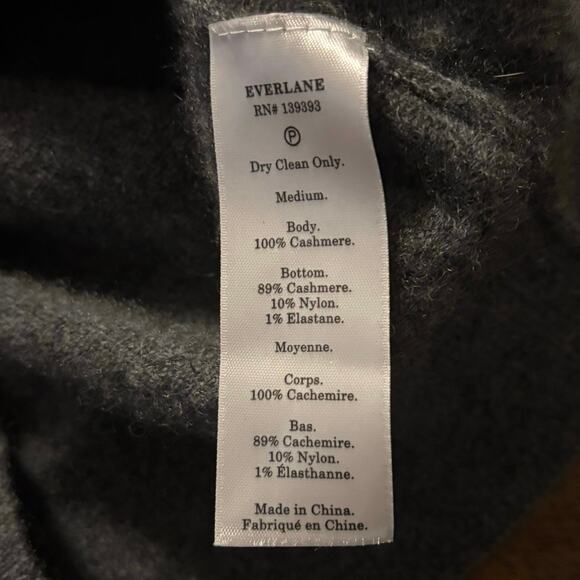 EVERLANE
RN# 139393
P
Dry Clean Only.
Medium.
Body.
100% Cashmere.
Bottom.
89% Cashmere.
10% Nylon.
1% Elastane.
Moyenne.
Corps.
100% Cachemire.
Bas.
89% Cachemire.
10% Nylon.
1% Élasthanne.
Made in China.
Fabriqué en Chine.